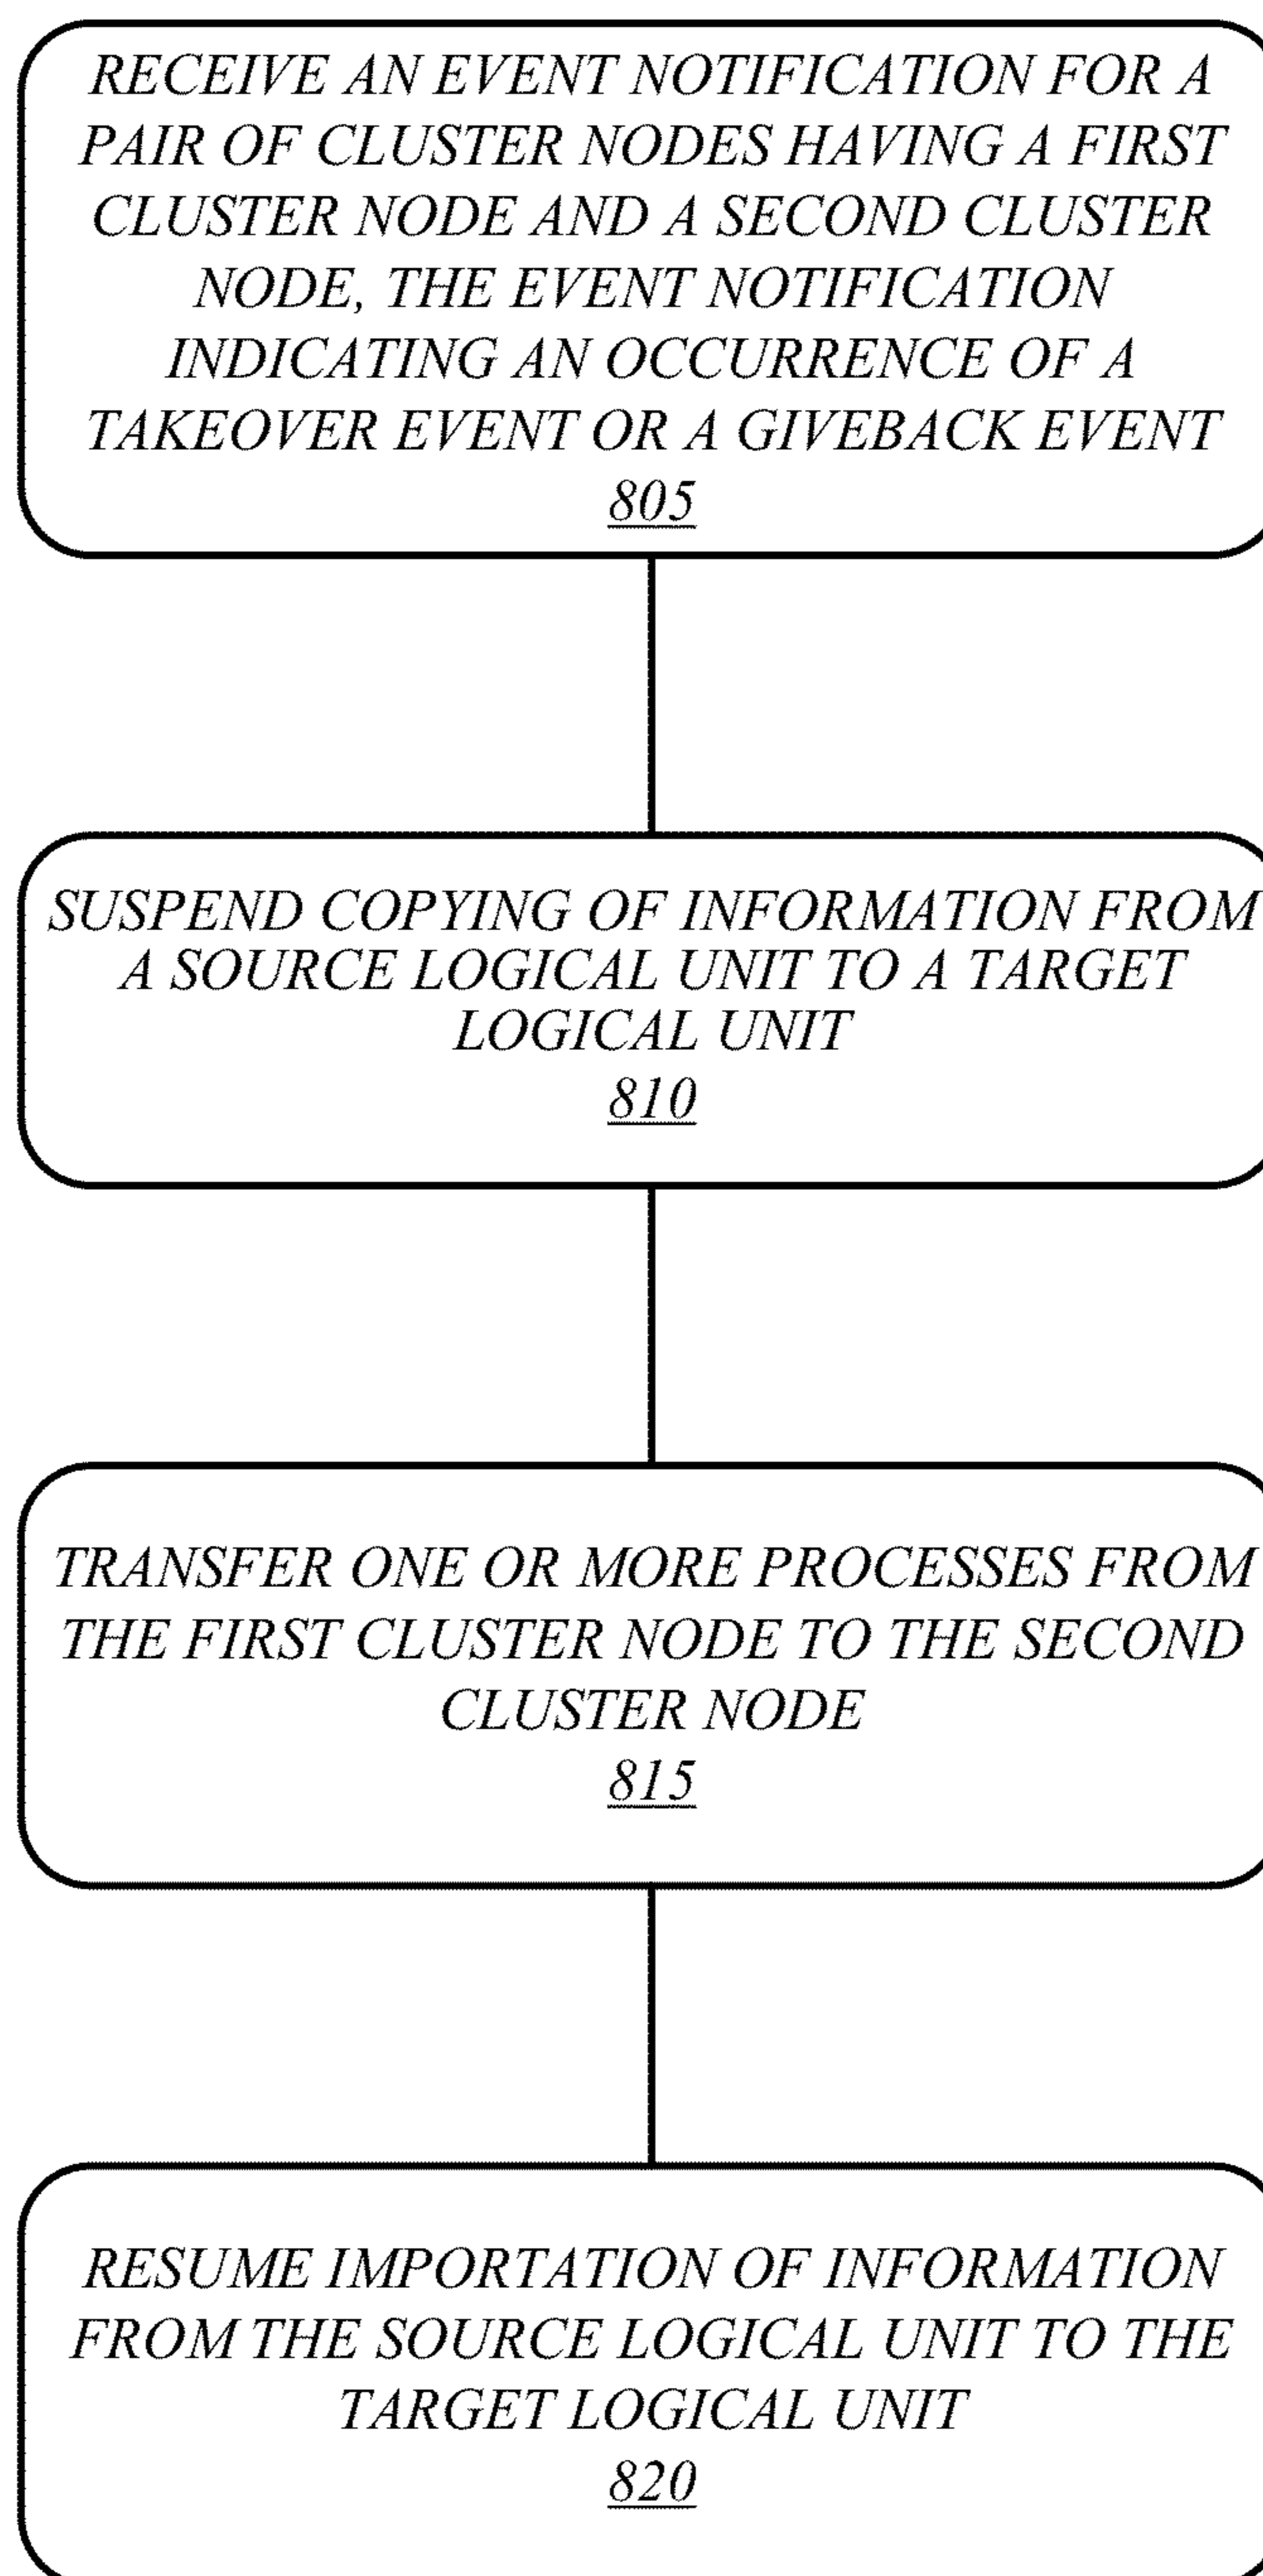 RECEIVE AN EVENT NOTIFICATION FOR A
PAIR OF CLUSTER NODES HAVING A FIRST
CLUSTER NODE AND A SECOND CLUSTER
NODE, THE EVENT NOTIFICATION
INDICATING AN OCCURRENCE OF A
TAKEOVER EVENT OR A GIVEBACK EVENT
805
SUSPEND COPYING OF INFORMATION FROM
A SOURCE LOGICAL UNIT TO A TARGET
LOGICAL UNIT
810
TRANSFER ONE OR MORE PROCESSES FROM
THE FIRST CLUSTER NODE TO THE SECOND
CLUSTER NODE
815
RESUME IMPORTATION OF INFORMATION
FROM THE SOURCE LOGICAL UNIT TO THE
TARGET LOGICAL UNIT
820